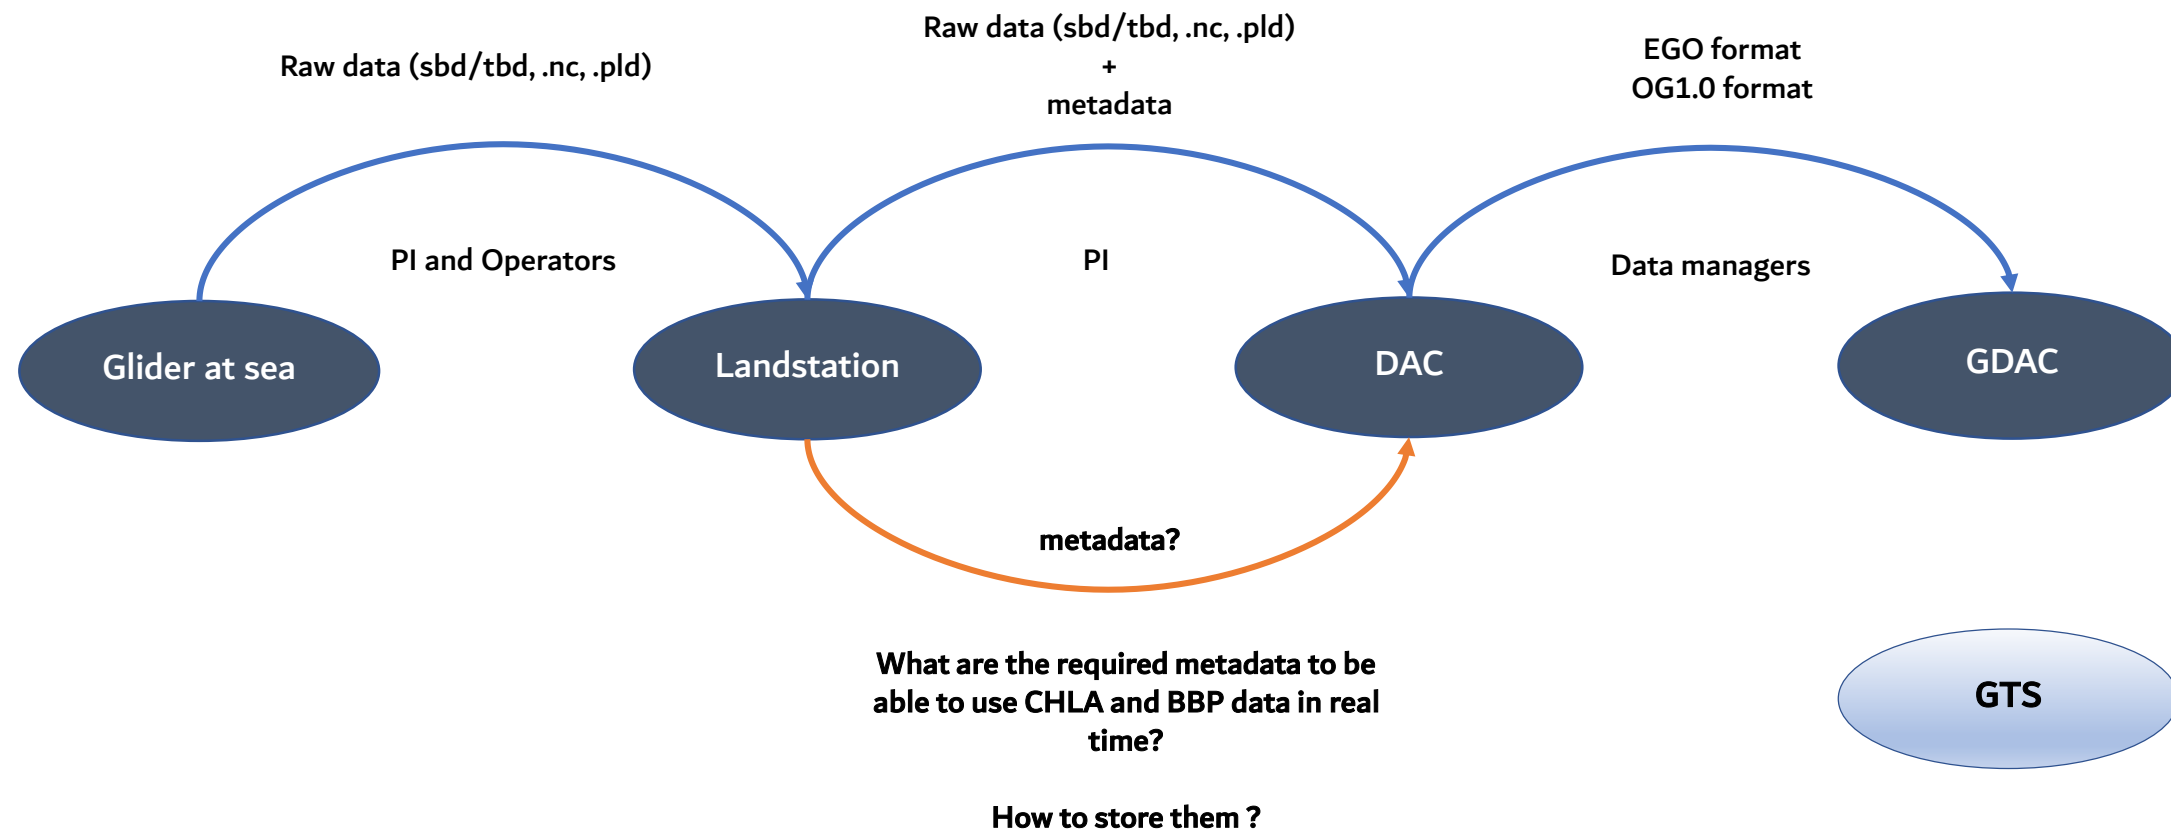 Raw data (sbd/tbd, .nc, .pld)
Raw data (sbd/tbd, .nc, .pld)
+
metadata
EGO format
OG1.0 format
PI and Operators
PI
Data managers
Glider at sea
Landstation
DAC
GDAC
metadata?
What are the required metadata to be
able to use CHLA and BBP data in real
time?
How to store them ?
GTS